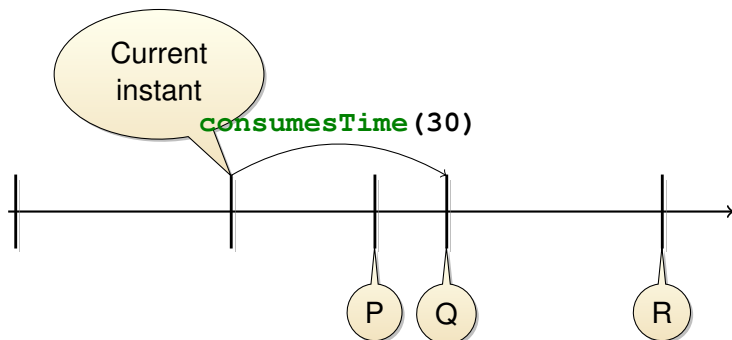 Current
instant
consumesTime(30)
P
Q
R